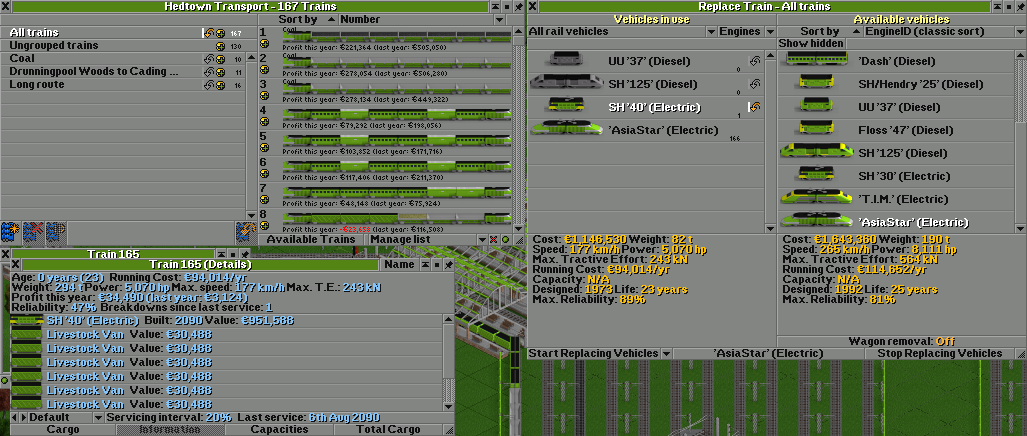 Hedtown Transport - 167 Trains
Sort by Number
All trains 167
Ungrouped trains 130
Coal 10
Drunningpool Woods to Cading ... 11
Long route 16
1 Coal
Profit this year: €221,364 (last year: €505,050)
2 Coal
Profit this year: €278,054 (last year: €506,280)
3 Coal
Profit this year: €278,134 (last year: €449,322)
4
Profit this year: €79,292 (last year: €198,056)
5
Profit this year: €103,852 (last year: €171,716)
6
Profit this year: €117,406 (last year: €211,370)
7
Profit this year: €48,148 (last year: €75,924)
8
Profit this year: -€23,658 (last year: €116,508)
Available Trains Manage list
Train 165
Train 165 (Details) Name
Age: 0 years (23) Running Cost: €94,014/yr
Weight: 294 t Power: 5,070 hp Max. speed: 177 km/h Max. T.E.: 243 kN
Profit this year: €34,490 (last year: €3,124)
Reliability: 47% Breakdowns since last service: 1
SH '40' (Electric) Built: 2090 Value: €951,588
Livestock Van Value: €30,488
Livestock Van Value: €30,488
Livestock Van Value: €30,488
Livestock Van Value: €30,488
Livestock Van Value: €30,488
Livestock Van Value: €30,488
Default Servicing interval: 20% Last service: 6th Aug 2090
Cargo Information Capacities Total Cargo
Replace Train - All trains
Vehicles in use
All rail vehicles Engines
UU '37' (Diesel) 0
SH '125' (Diesel) 0
SH '40' (Electric) 1
'AsiaStar' (Electric) 166
Cost: €1,146,530 Weight: 82 t
Speed: 177 km/h Power: 5,070 hp
Max. Tractive Effort: 243 kN
Running Cost: €94,014/yr
Capacity: N/A
Designed: 1973 Life: 23 years
Max. Reliability: 89%
Available vehicles
Sort by EngineID (classic sort)
Show hidden
'Dash' (Diesel)
SH/Hendry '25' (Diesel)
UU '37' (Diesel)
Floss '47' (Diesel)
SH '125' (Diesel)
SH '30' (Electric)
'T.I.M.' (Electric)
'AsiaStar' (Electric)
Cost: €1,643,360 Weight: 190 t
Speed: 265 km/h Power: 8,111 hp
Max. Tractive Effort: 564 kN
Running Cost: €114,652/yr
Capacity: N/A
Designed: 1992 Life: 25 years
Max. Reliability: 81%
Wagon removal: Off
Start Replacing Vehicles 'AsiaStar' (Electric) Stop Replacing Vehicles